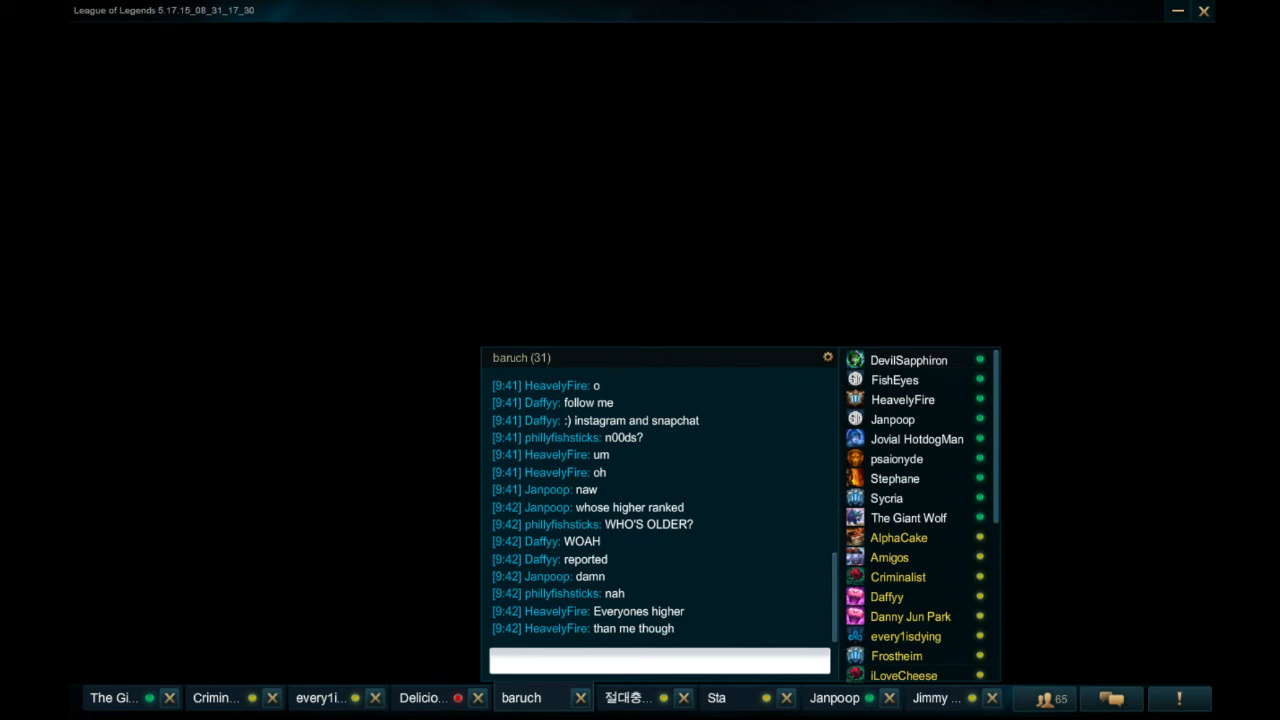 League of Legends 5.17.15_08_31_17_30
baruch (31)
[9:41] HeavelyFire: o
[9:41] Daffyy: follow me
[9:41] Daffyy: :) instagram and snapchat
[9:41] phillyfishsticks: n00ds?
[9:41] HeavelyFire: um
[9:41] HeavelyFire: oh
[9:41] Janpoop: naw
[9:42] Janpoop: whose higher ranked
[9:42] phillyfishsticks: WHO'S OLDER?
[9:42] Daffyy: WOAH
[9:42] Daffyy: reported
[9:42] Janpoop: damn
[9:42] phillyfishsticks: nah
[9:42] HeavelyFire: Everyones higher
[9:42] HeavelyFire: than me though
DevilSapphiron
FishEyes
HeavelyFire
Janpoop
Jovial HotdogMan
psaionyde
Stephane
Sycria
The Giant Wolf
AlphaCake
Amigos
Criminalist
Daffyy
Danny Jun Park
every1isdying
Frostheim
iLoveCheese
The Gi... Crimin... every1i... Delicio... baruch 절대충... Sta Janpoop Jimmy ... 65 !